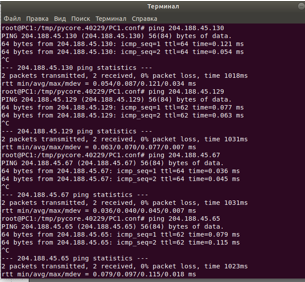 Терминал
Файл Правка Вид Поиск Терминал Справка
root@PC1:/tmp/pycore.40229/PC1.conf# ping 204.188.45.130
PING 204.188.45.130 (204.188.45.130) 56(84) bytes of data.
64 bytes from 204.188.45.130: icmp_seq=1 ttl=64 time=0.121 ms
64 bytes from 204.188.45.130: icmp_seq=2 ttl=64 time=0.054 ms
^C
--- 204.188.45.130 ping statistics ---
2 packets transmitted, 2 received, 0% packet loss, time 1018ms
rtt min/avg/max/mdev = 0.054/0.087/0.121/0.034 ms
root@PC1:/tmp/pycore.40229/PC1.conf# ping 204.188.45.129
PING 204.188.45.129 (204.188.45.129) 56(84) bytes of data.
64 bytes from 204.188.45.129: icmp_seq=1 ttl=62 time=0.077 ms
64 bytes from 204.188.45.129: icmp_seq=2 ttl=62 time=0.063 ms
^C
--- 204.188.45.129 ping statistics ---
2 packets transmitted, 2 received, 0% packet loss, time 1031ms
rtt min/avg/max/mdev = 0.063/0.070/0.077/0.007 ms
root@PC1:/tmp/pycore.40229/PC1.conf# ping 204.188.45.67
PING 204.188.45.67 (204.188.45.67) 56(84) bytes of data.
64 bytes from 204.188.45.67: icmp_seq=1 ttl=64 time=0.036 ms
64 bytes from 204.188.45.67: icmp_seq=2 ttl=64 time=0.045 ms
^C
--- 204.188.45.67 ping statistics ---
2 packets transmitted, 2 received, 0% packet loss, time 1031ms
rtt min/avg/max/mdev = 0.036/0.040/0.045/0.007 ms
root@PC1:/tmp/pycore.40229/PC1.conf# ping 204.188.45.65
PING 204.188.45.65 (204.188.45.65) 56(84) bytes of data.
64 bytes from 204.188.45.65: icmp_seq=1 ttl=62 time=0.079 ms
64 bytes from 204.188.45.65: icmp_seq=2 ttl=62 time=0.115 ms
^C
--- 204.188.45.65 ping statistics ---
2 packets transmitted, 2 received, 0% packet loss, time 1023ms
rtt min/avg/max/mdev = 0.079/0.097/0.115/0.018 ms